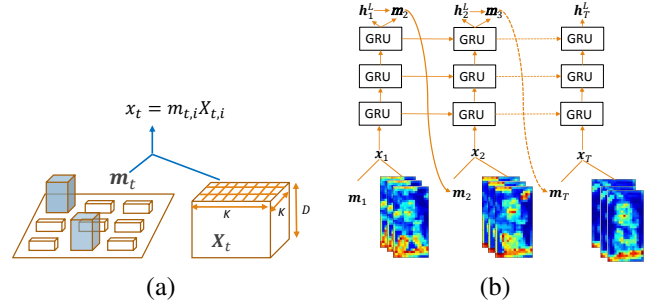 x_t = m_{t,i}X_{t,i}
m_t
K
K
D
X_t
(a)
h_1^L → m_2
h_2^L → m_3
h_T^L
GRU
GRU
GRU
GRU
GRU
GRU
GRU
GRU
GRU
x_1
x_2
x_T
m_1
m_2
m_T
(b)